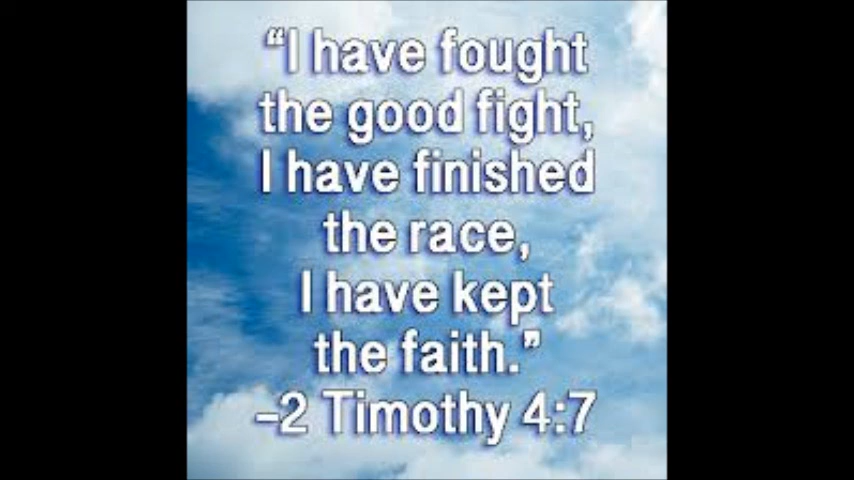 “I have fought
the good fight,
I have finished
the race,
I have kept
the faith.”
–2 Timothy 4:7